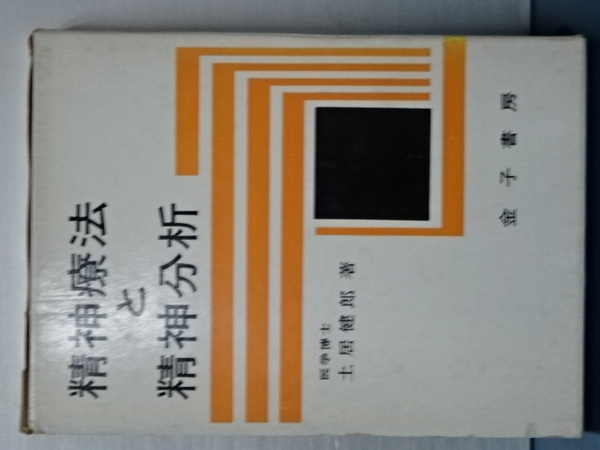 精神療法
と
精神分析
医学博士
土居健郎 著
金子書房